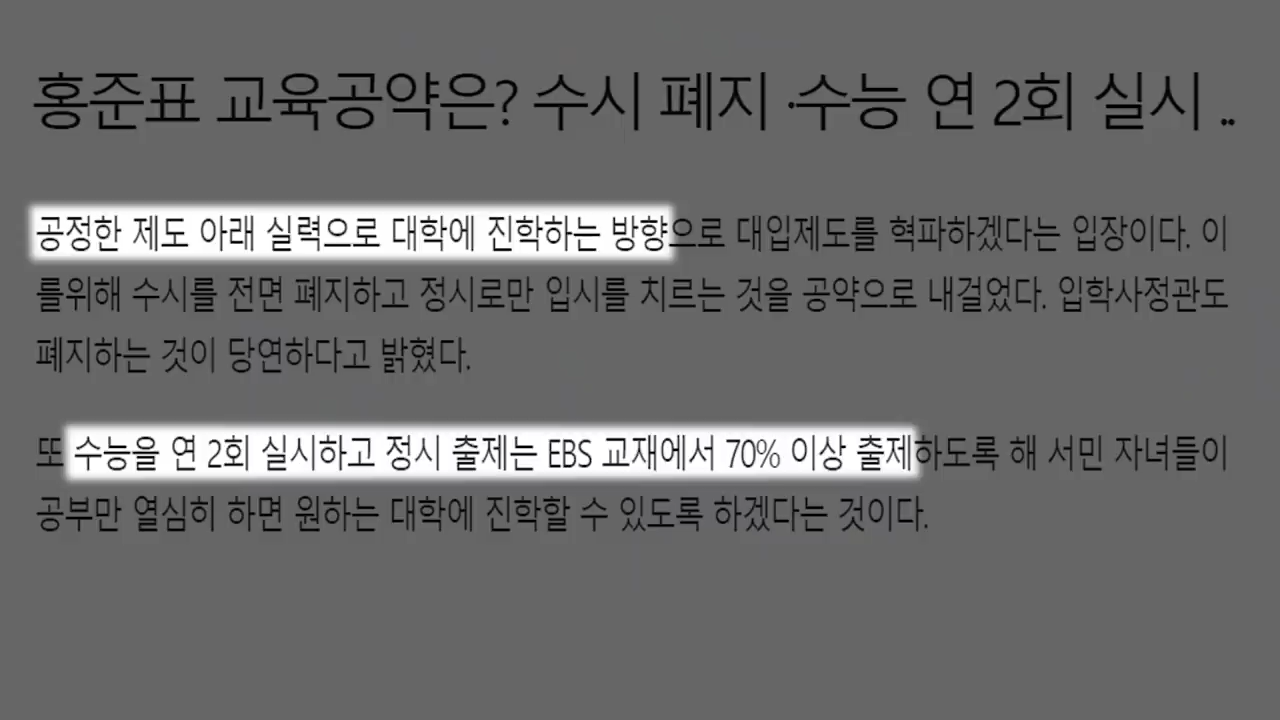 홍준표 교육공약은? 수시 폐지 ·수능 연 2회 실시 ..
공정한 제도 아래 실력으로 대학에 진학하는 방향으로 대입제도를 혁파하겠다는 입장이다. 이
를위해 수시를 전면 폐지하고 정시로만 입시를 치르는 것을 공약으로 내걸었다. 입학사정관도
폐지하는 것이 당연하다고 밝혔다.
또 수능을 연 2회 실시하고 정시 출제는 EBS 교재에서 70% 이상 출제하도록 해 서민 자녀들이
공부만 열심히 하면 원하는 대학에 진학할 수 있도록 하겠다는 것이다.